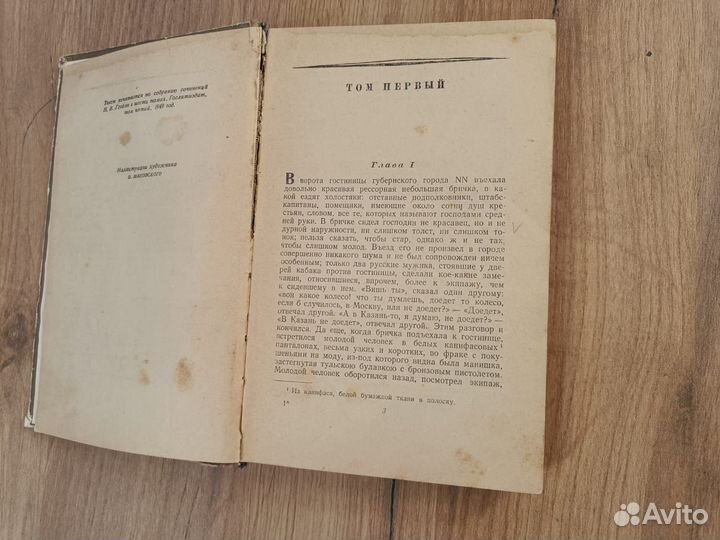 Текст печатается по собранию сочинений
Н. В. Гоголя в шести томах. Гослитиздат,
том пятый. 1949 год.
Иллюстрации художника
В. МАКОВСКОГО
ТОМ ПЕРВЫЙ
Глава I
В ворота гостиницы губернского города NN въехала
довольно красивая рессорная небольшая бричка, в ка-
кой ездят холостяки: отставные подполковники, штабс-
капитаны, помещики, имеющие около сотни душ кре-
стьян, словом, все те, которых называют господами сред-
ней руки. В бричке сидел господин не красавец, но и не
дурной наружности, ни слишком толст, ни слишком то-
нок; нельзя сказать, чтобы стар, однако ж и не так,
чтобы слишком молод. Въезд его не произвел в городе
совершенно никакого шума и не был сопровожден ничем
особенным; только два русские мужика, стоявшие у две-
рей кабака против гостиницы, сделали кое-какие заме-
чания, относившиеся, впрочем, более к экипажу, чем
к сидевшему в нем. «Вишь ты», сказал один другому:
«вон какое колесо! что ты думаешь, доедет то колесо,
если б случилось, в Москву, или не доедет?» — «Доедет»,
отвечал другой. «А в Казань-то, я думаю, не доедет?» —
«В Казань не доедет», отвечал другой. Этим разговор и
кончился. Да еще, когда бричка подъехала к гостинице,
встретился молодой человек в белых канифасовых¹
панталонах, весьма узких и коротких, во фраке с поку-
шеньями на моду, из-под которого видна была манишка,
застегнутая тульскою булавкою с бронзовым пистолетом.
Молодой человек оборотился назад, посмотрел экипаж,
¹ Из канифаса, белой бумажной ткани в полоску.
1*
3
Avito